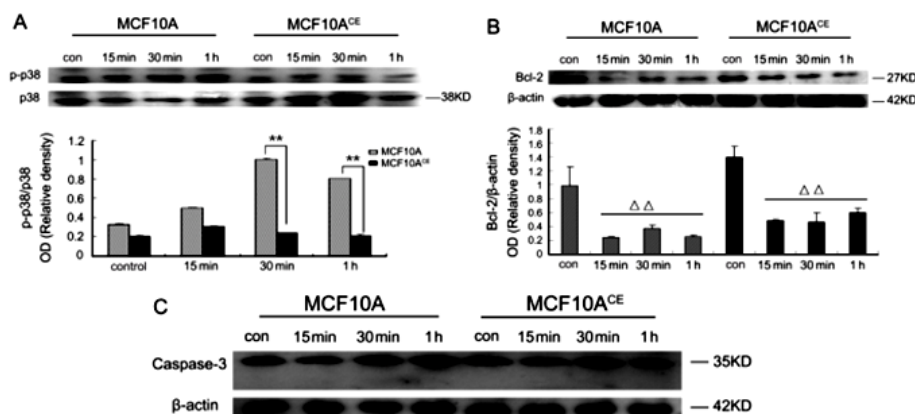 A
MCF10A MCF10A^CE
con 15 min 30 min 1 h con 15 min 30 min 1 h
p-p38
p38 —38KD
p-p38/p38
OD (Relative density)
1.2
1
0.8
0.6
0.4
0.2
0
** **
MCF10A
MCF10A^CE
control 15 min 30 min 1 h
B
MCF10A MCF10A^CE
con 15 min 30 min 1 h con 15 min 30 min 1 h
Bcl-2 —27KD
β-actin —42KD
Bcl-2/β-actin
OD (Relative density)
1.8
1.6
1.4
1.2
1
0.8
0.6
0.4
0.2
0
△△ △△
con 15 min 30 min 1 h con 15 min 30 min 1 h
C
MCF10A MCF10A^CE
con 15 min 30 min 1 h con 15 min 30 min 1 h
Caspase-3 — 35KD
β-actin — 42KD